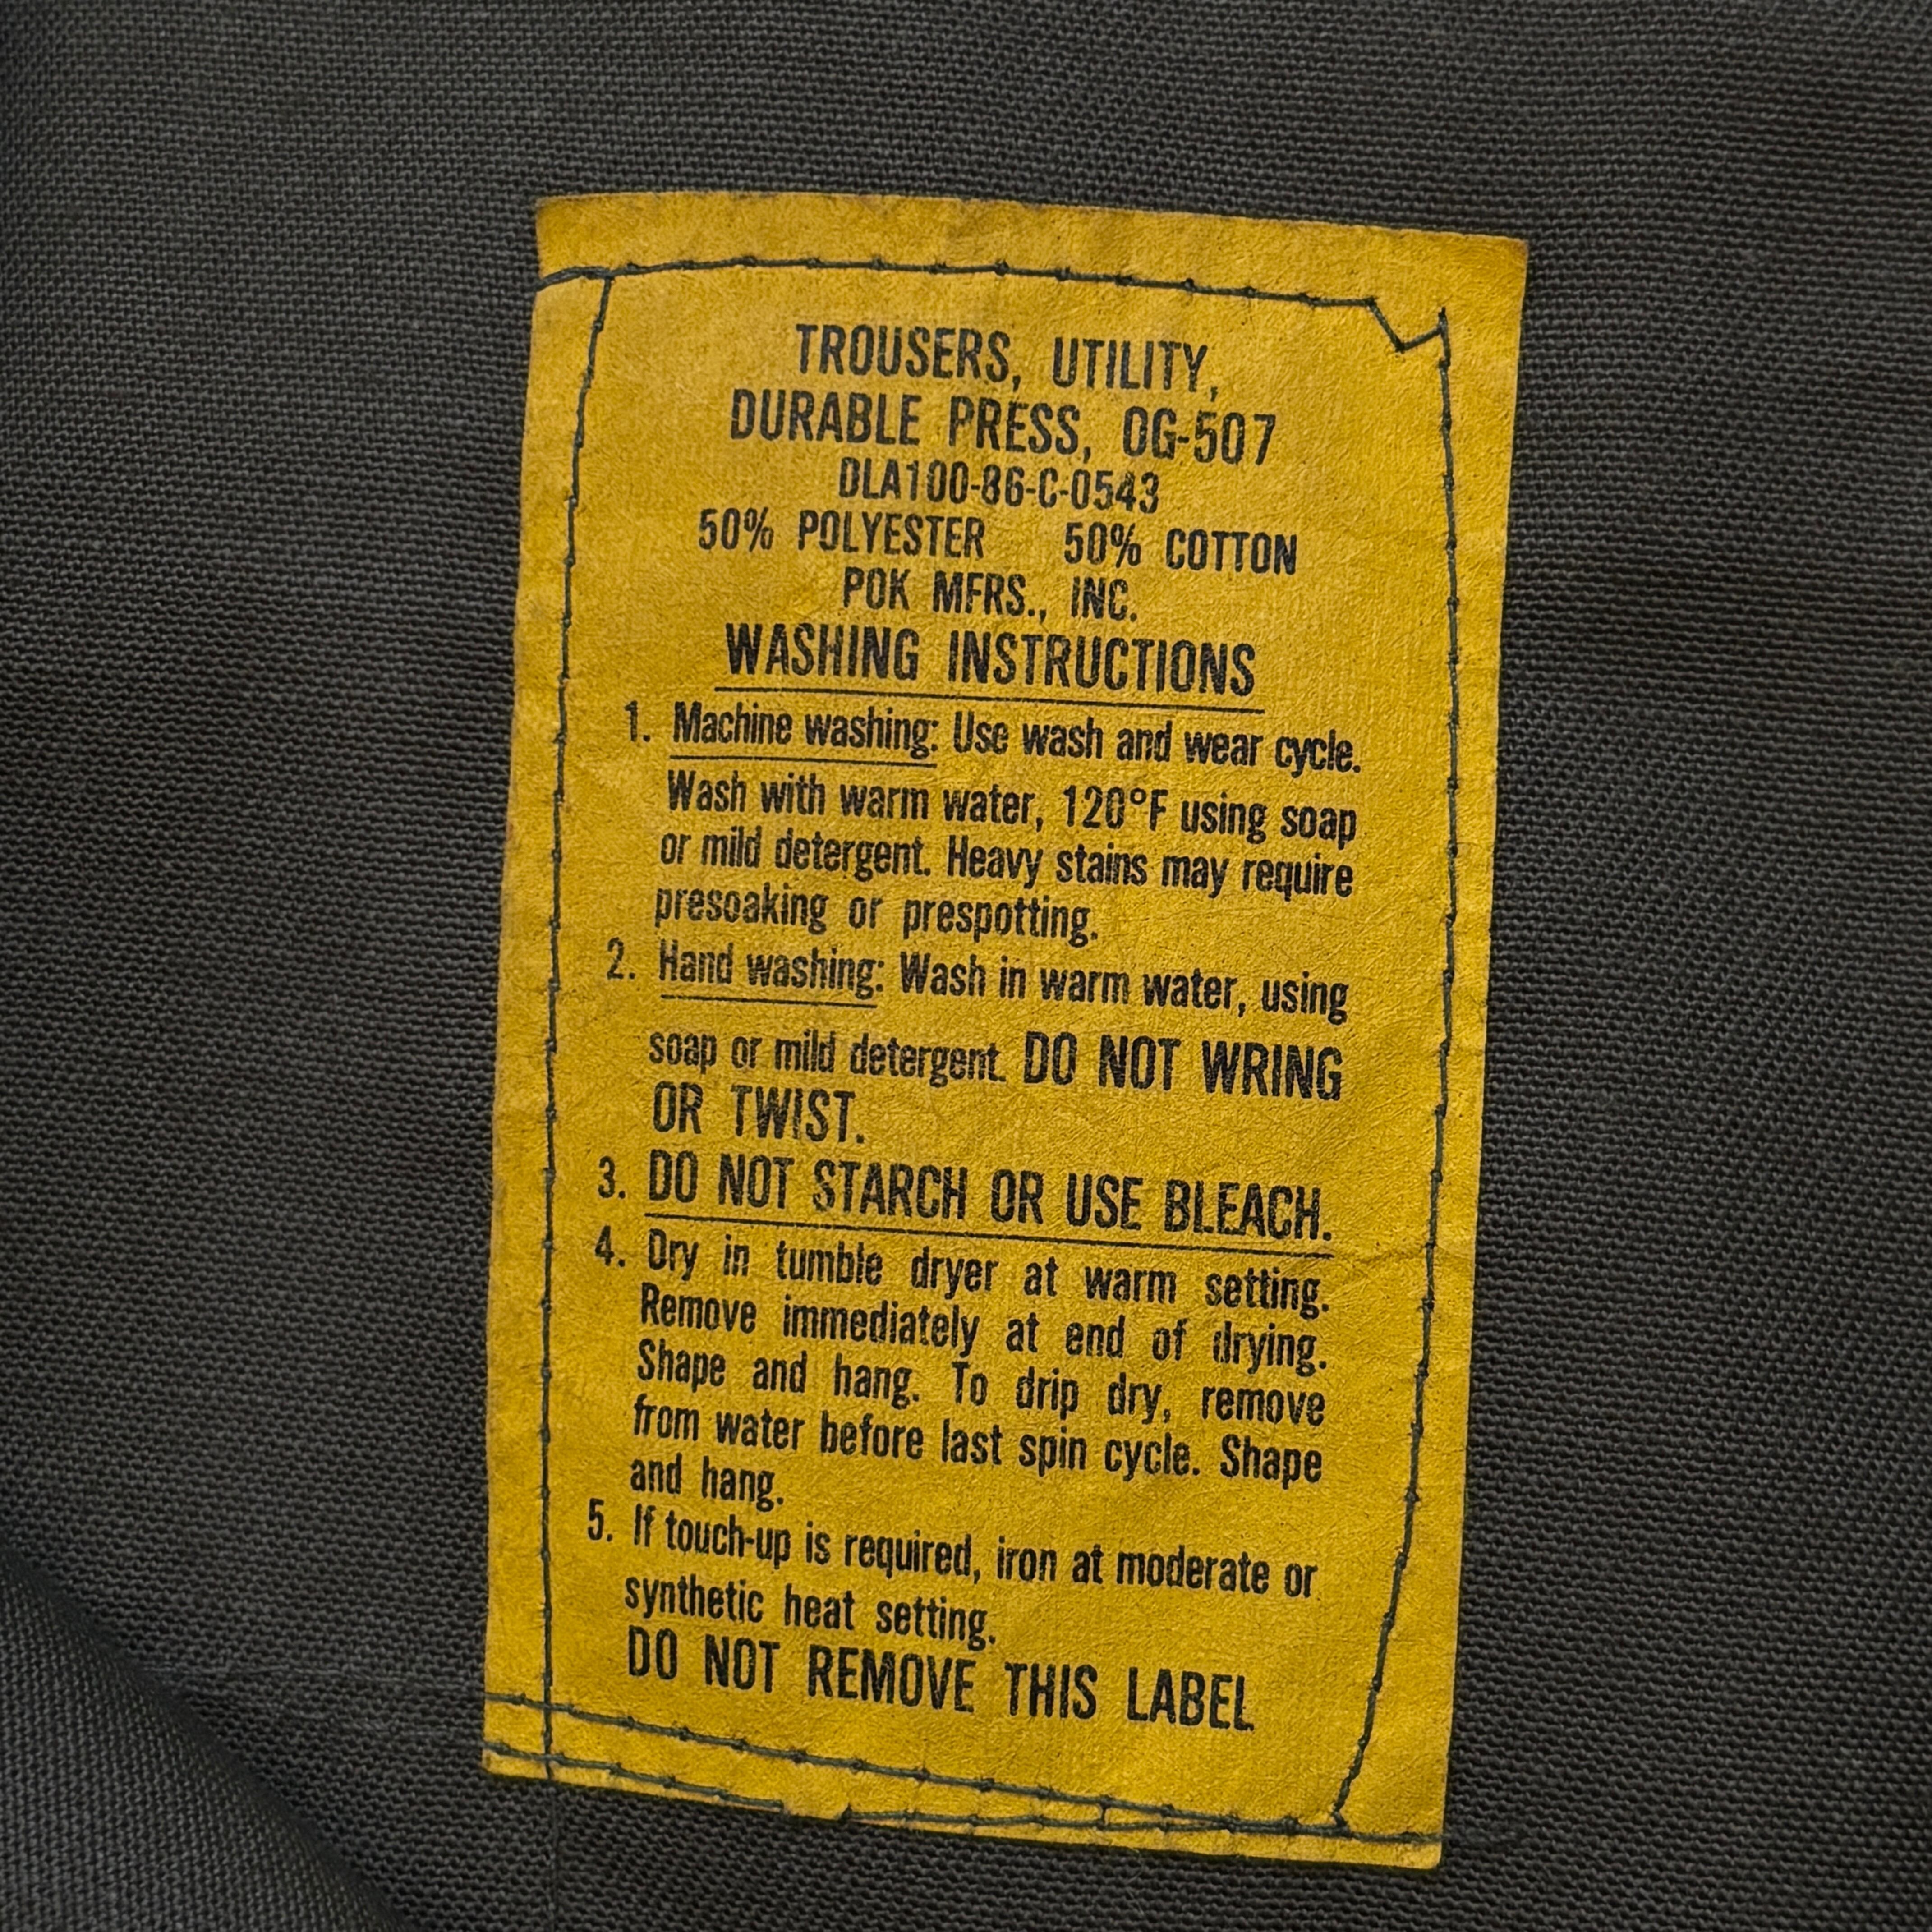 TROUSERS, UTILITY,
DURABLE PRESS, OG-507
DLA100-86-C-0543
50% POLYESTER 50% COTTON
POK MFRS., INC.
WASHING INSTRUCTIONS
1. Machine washing: Use wash and wear cycle.
Wash with warm water, 120°F using soap
or mild detergent. Heavy stains may require
presoaking or prespotting.
2. Hand washing: Wash in warm water, using
soap or mild detergent. DO NOT WRING
OR TWIST.
3. DO NOT STARCH OR USE BLEACH.
4. Dry in tumble dryer at warm setting.
Remove immediately at end of drying.
Shape and hang. To drip dry, remove
from water before last spin cycle. Shape
and hang.
5. If touch-up is required, iron at moderate or
synthetic heat setting.
DO NOT REMOVE THIS LABEL